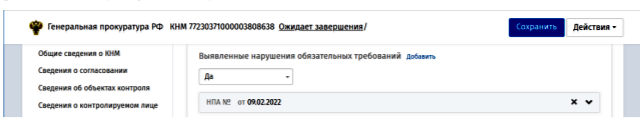 Генеральная прокуратура РФ КНМ 77230371000003808638 Ожидает завершения/ Сохранить Действия
Общие сведения о КНМ
Сведения о согласовании
Сведения об объектах контроля
Сведения о контролируемом лице
Выявленные нарушения обязательных требований Добавить
Да
НПА № от 09.02.2022